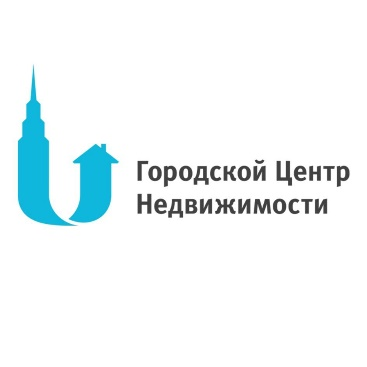 Городской Центр
Недвижимости